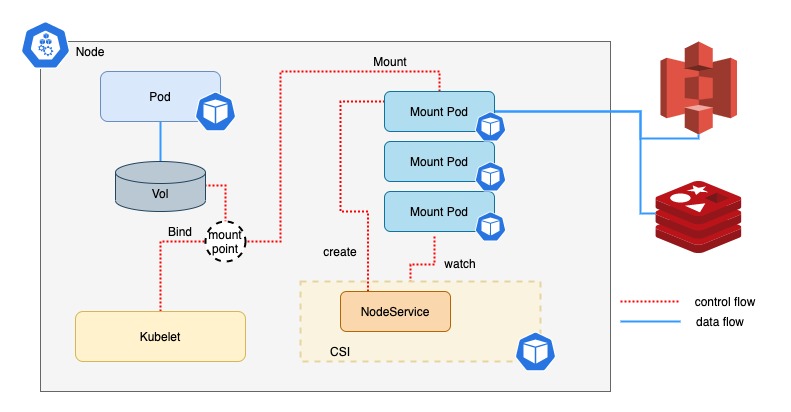 Node
Mount
Pod
Mount Pod
Mount Pod
Vol
Mount Pod
Bind
mount
point
create
watch
control flow
NodeService
data flow
Kubelet
CSI